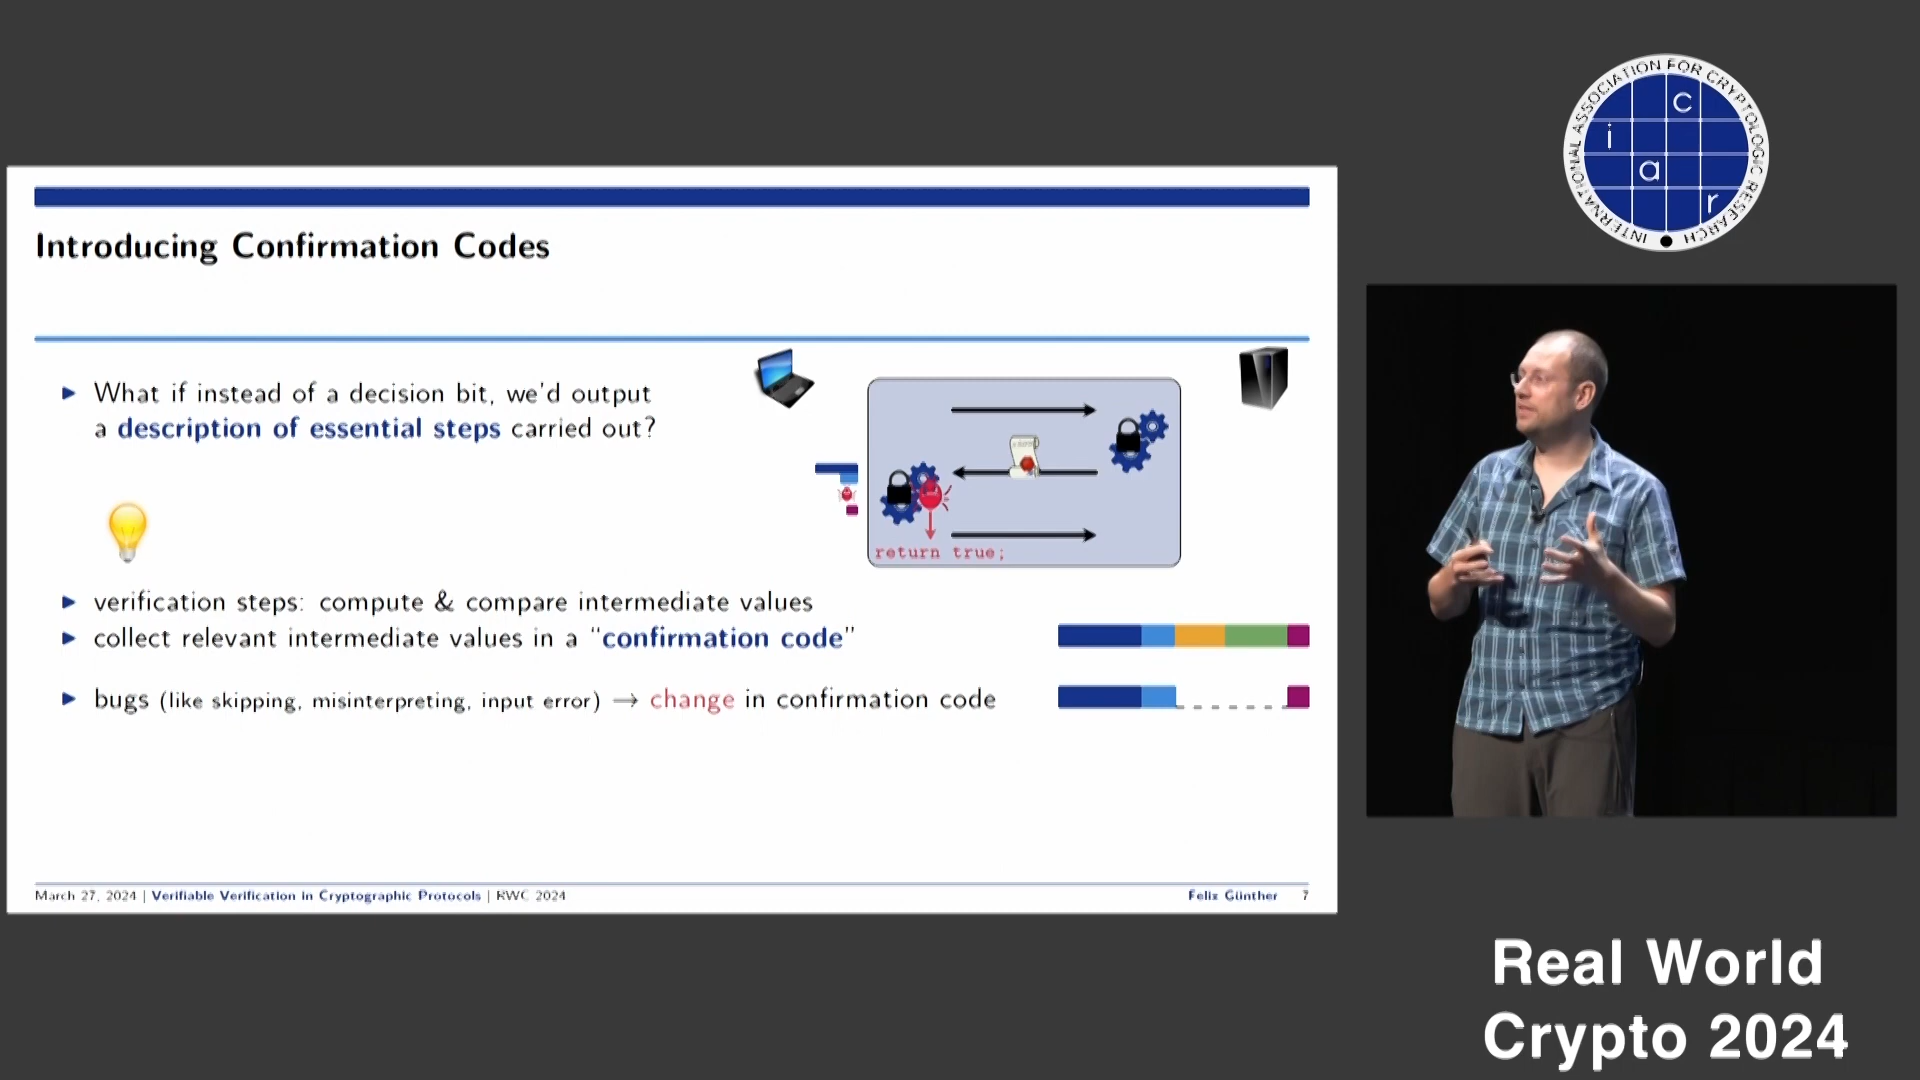 Introducing Confirmation Codes
What if instead of a decision bit, we'd output
a description of essential steps carried out?
return true;
verification steps: compute & compare intermediate values
collect relevant intermediate values in a “confirmation code”
bugs (like skipping, misinterpreting, input error) → change in confirmation code
March 27, 2024 | Verifiable Verification in Cryptographic Protocols | RWC 2024
Felix Günther 7
INTERNATIONAL ASSOCIATION FOR CRYPTOLOGIC RESEARCH
i a c r
Real World
Crypto 2024